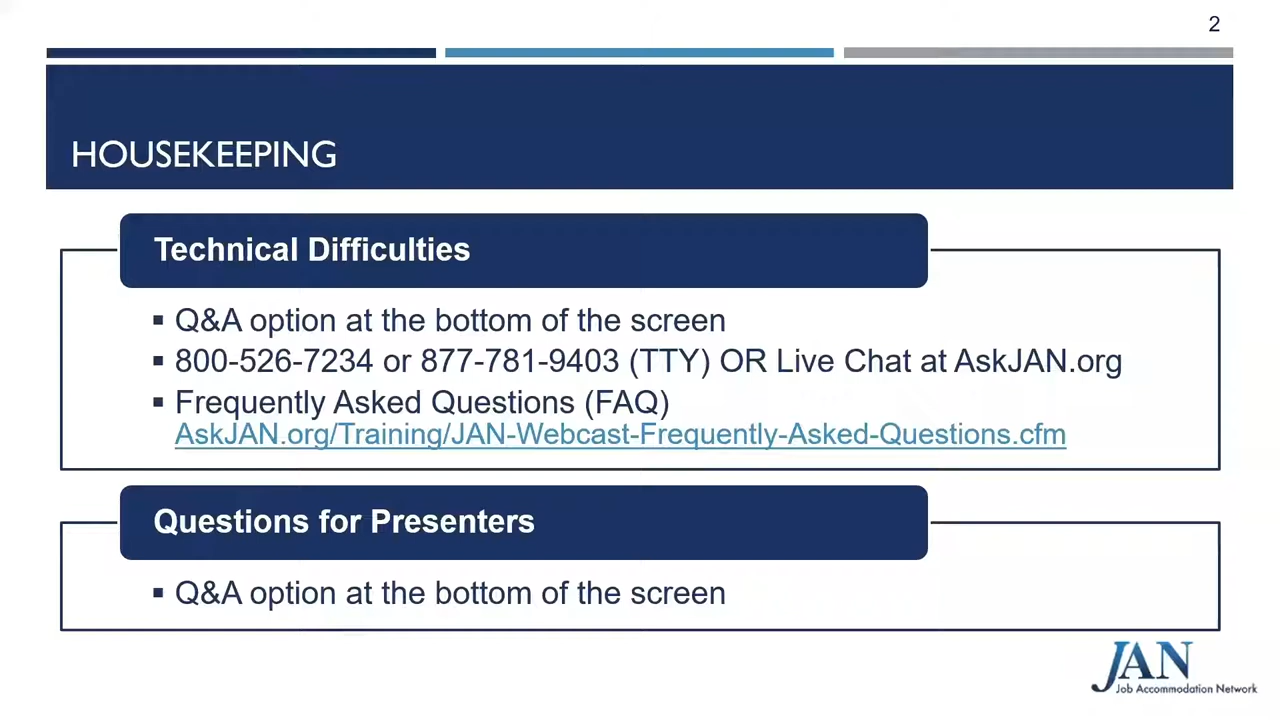 2
HOUSEKEEPING
Technical Difficulties
▪ Q&A option at the bottom of the screen
▪ 800-526-7234 or 877-781-9403 (TTY) OR Live Chat at AskJAN.org
▪ Frequently Asked Questions (FAQ)
AskJAN.org/Training/JAN-Webcast-Frequently-Asked-Questions.cfm
Questions for Presenters
▪ Q&A option at the bottom of the screen
JAN
Job Accommodation Network